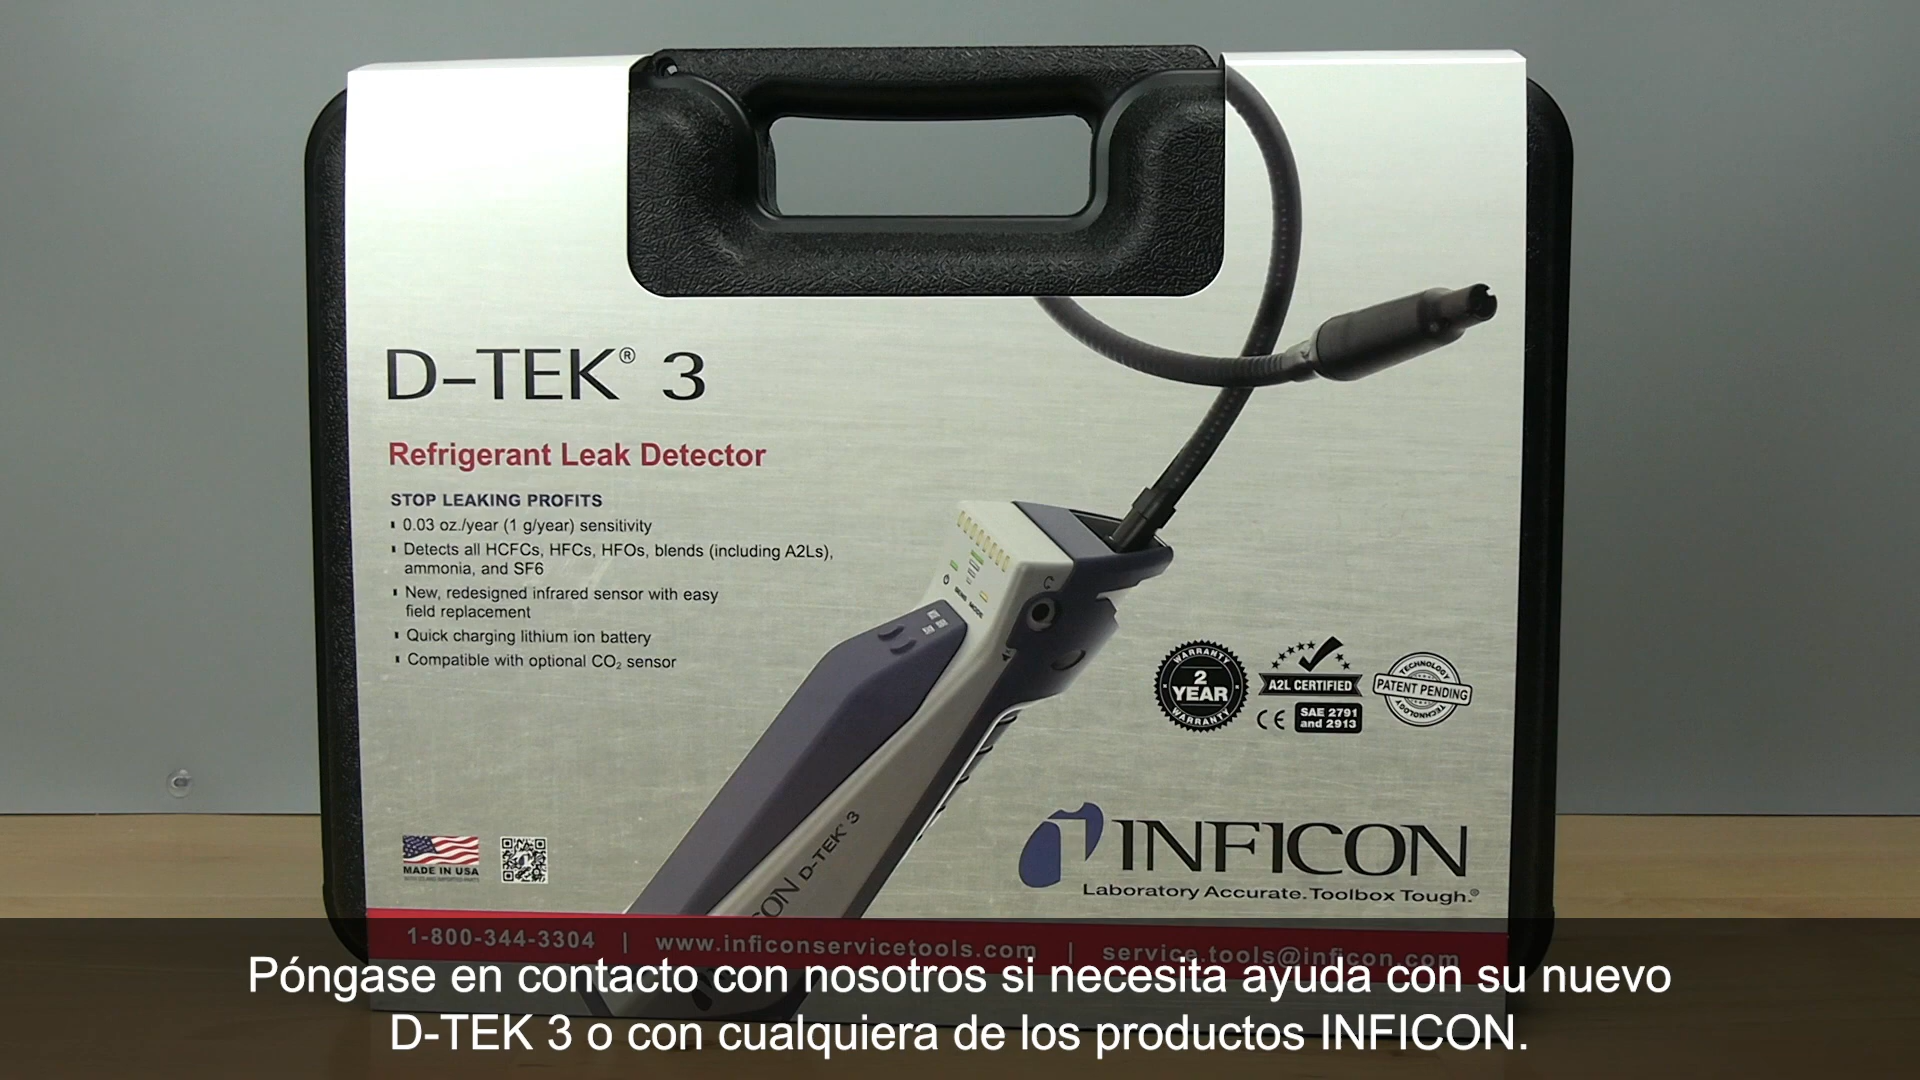 D-TEK® 3
Refrigerant Leak Detector
STOP LEAKING PROFITS
0.03 oz./year (1 g/year) sensitivity
Detects all HCFCs, HFCs, HFOs, blends (including A2Ls),
ammonia, and SF6
New, redesigned infrared sensor with easy
field replacement
Quick charging lithium ion battery
Compatible with optional CO₂ sensor
SENS MODE
WARRANTY
2
YEAR
WARRANTY
A2L CERTIFIED
CE
SAE 2791
and 2913
TECHNOLOGY
PATENT PENDING
TECHNOLOGY
CON D-TEK® 3
MADE IN USA
INFICON
Laboratory Accurate. Toolbox Tough.®
1-800-344-3304 | www.inficonservicetools.com | service.tools@inficon.com
Póngase en contacto con nosotros si necesita ayuda con su nuevo
D-TEK 3 o con cualquiera de los productos INFICON.